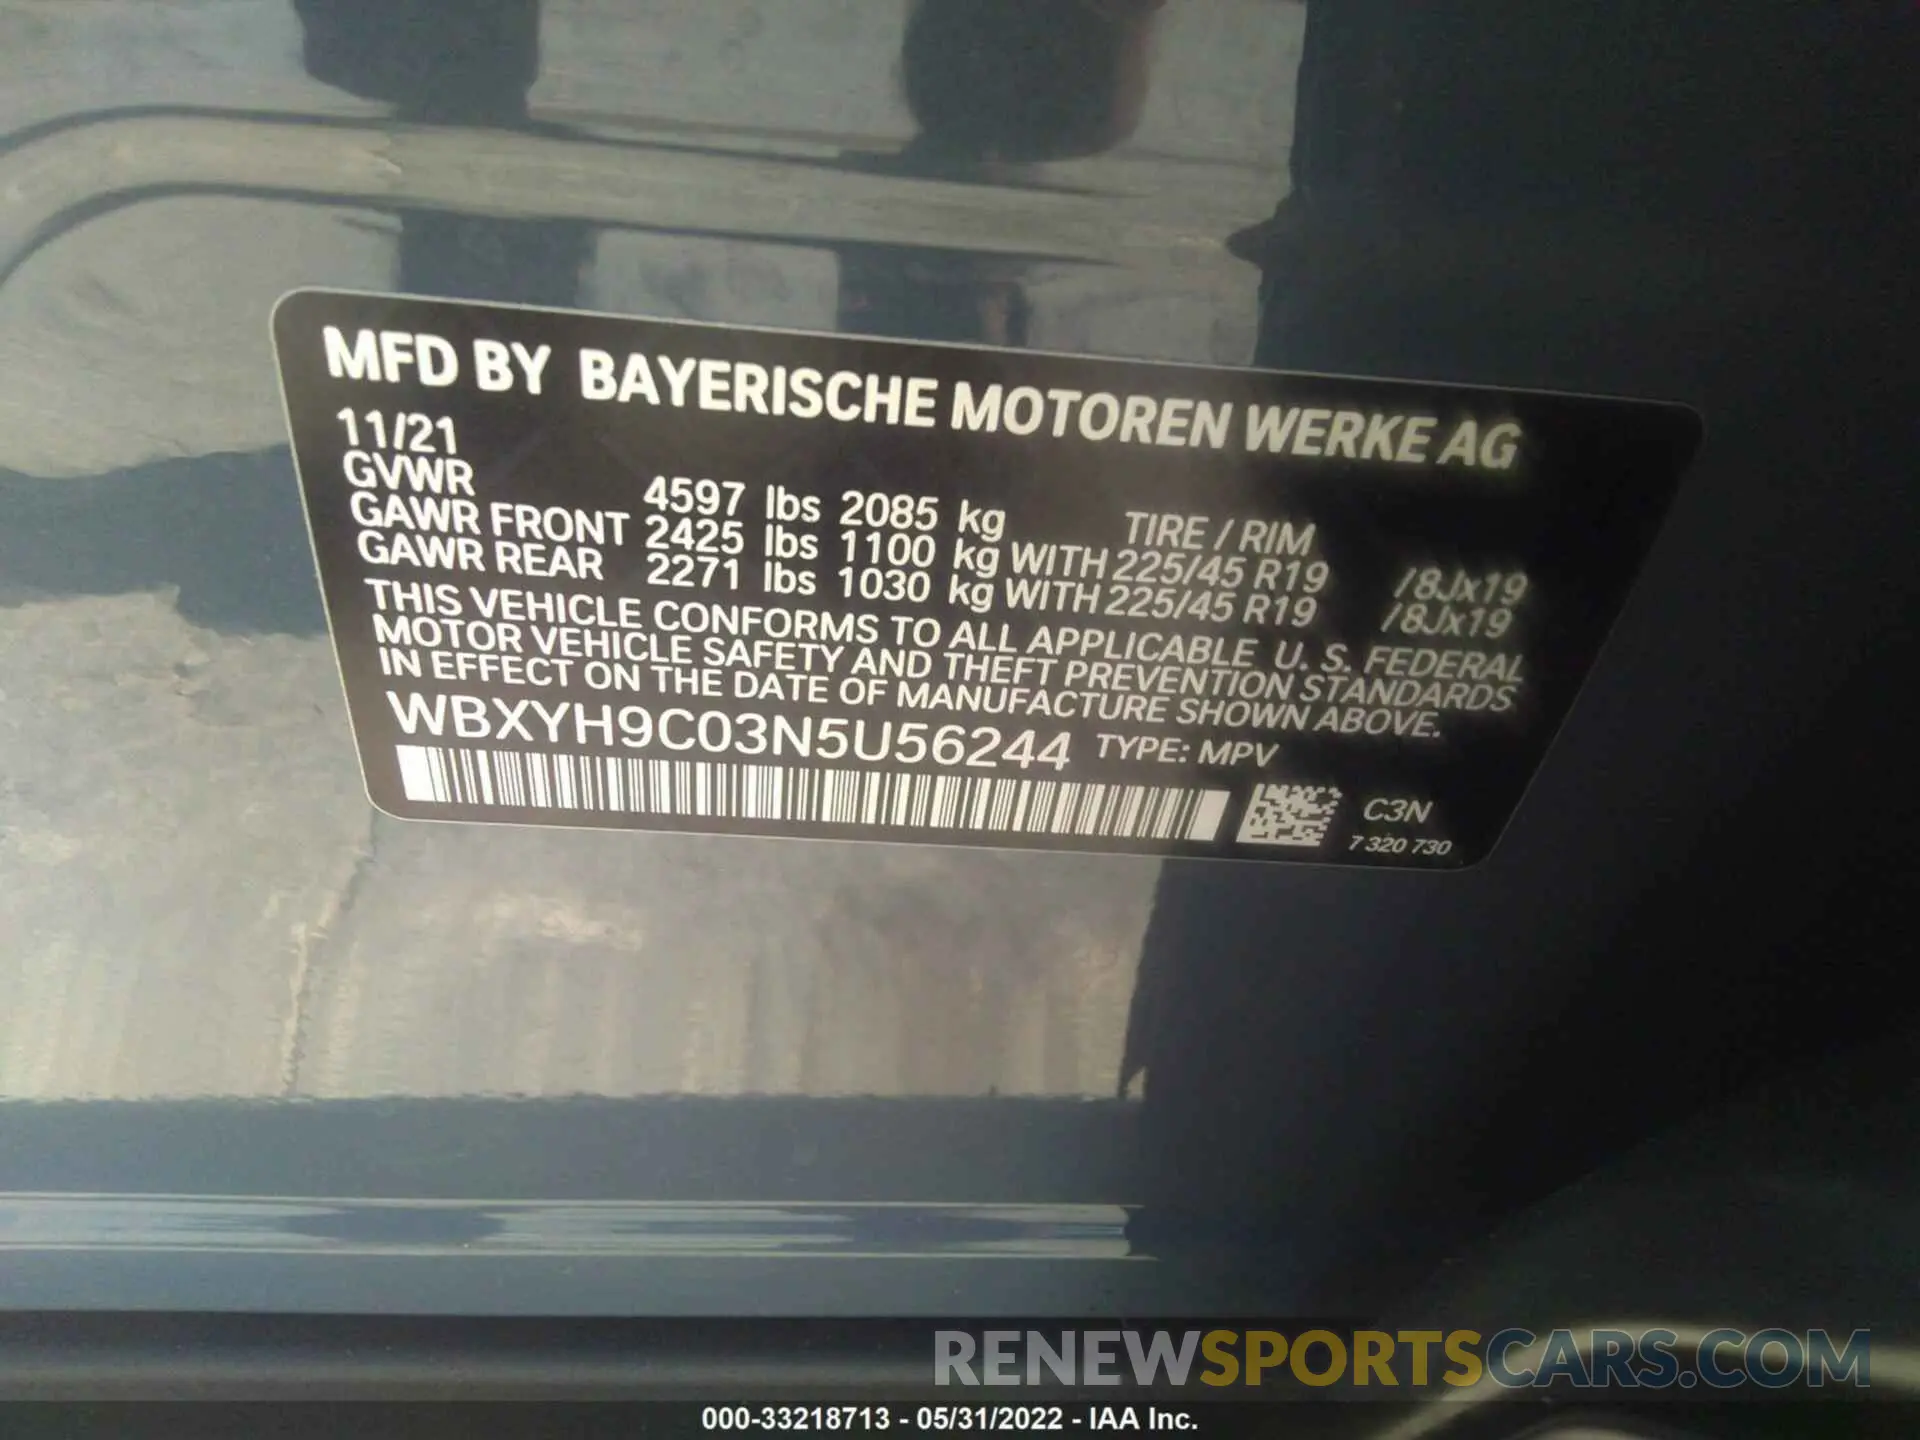 MFD BY BAYERISCHE MOTOREN WERKE AG
11/21
GVWR 4597 lbs 2085 kg TIRE / RIM
GAWR FRONT 2425 lbs 1100 kg WITH 225/45 R19 /8Jx19
GAWR REAR 2271 lbs 1030 kg WITH 225/45 R19 /8Jx19
THIS VEHICLE CONFORMS TO ALL APPLICABLE U. S. FEDERAL
MOTOR VEHICLE SAFETY AND THEFT PREVENTION STANDARDS
IN EFFECT ON THE DATE OF MANUFACTURE SHOWN ABOVE.
WBXYH9C03N5U56244 TYPE: MPV
C3N
7 320 730
RENEWSPORTSCARS.COM
000-33218713 - 05/31/2022 - IAA Inc.